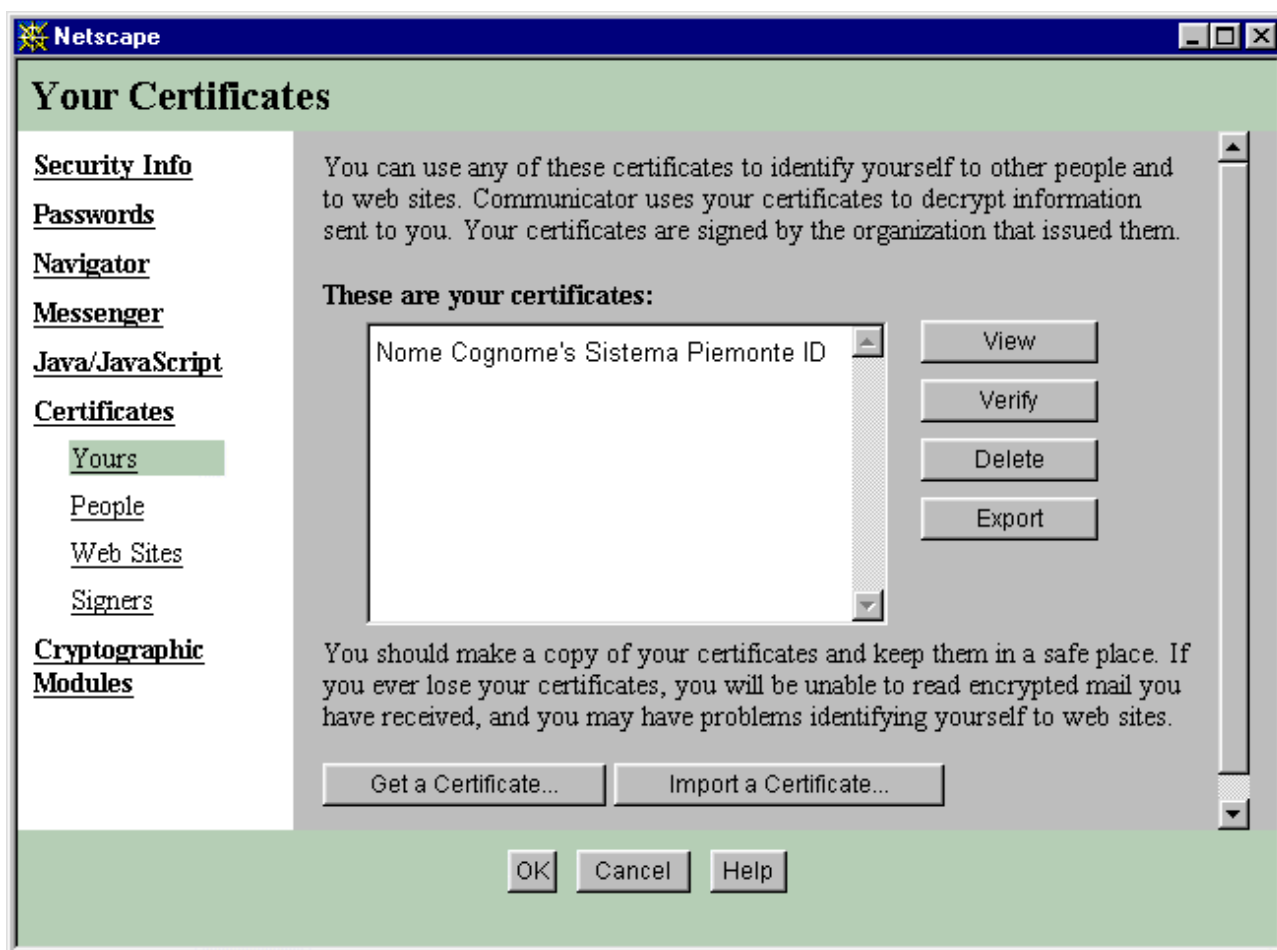 Netscape
Your Certificates
Security Info
Passwords
Navigator
Messenger
Java/JavaScript
Certificates
Yours
People
Web Sites
Signers
Cryptographic
Modules
You can use any of these certificates to identify yourself to other people and
to web sites. Communicator uses your certificates to decrypt information
sent to you. Your certificates are signed by the organization that issued them.
These are your certificates:
Nome Cognome's Sistema Piemonte ID
View
Verify
Delete
Export
You should make a copy of your certificates and keep them in a safe place. If
you ever lose your certificates, you will be unable to read encrypted mail you
have received, and you may have problems identifying yourself to web sites.
Get a Certificate... Import a Certificate...
OK Cancel Help